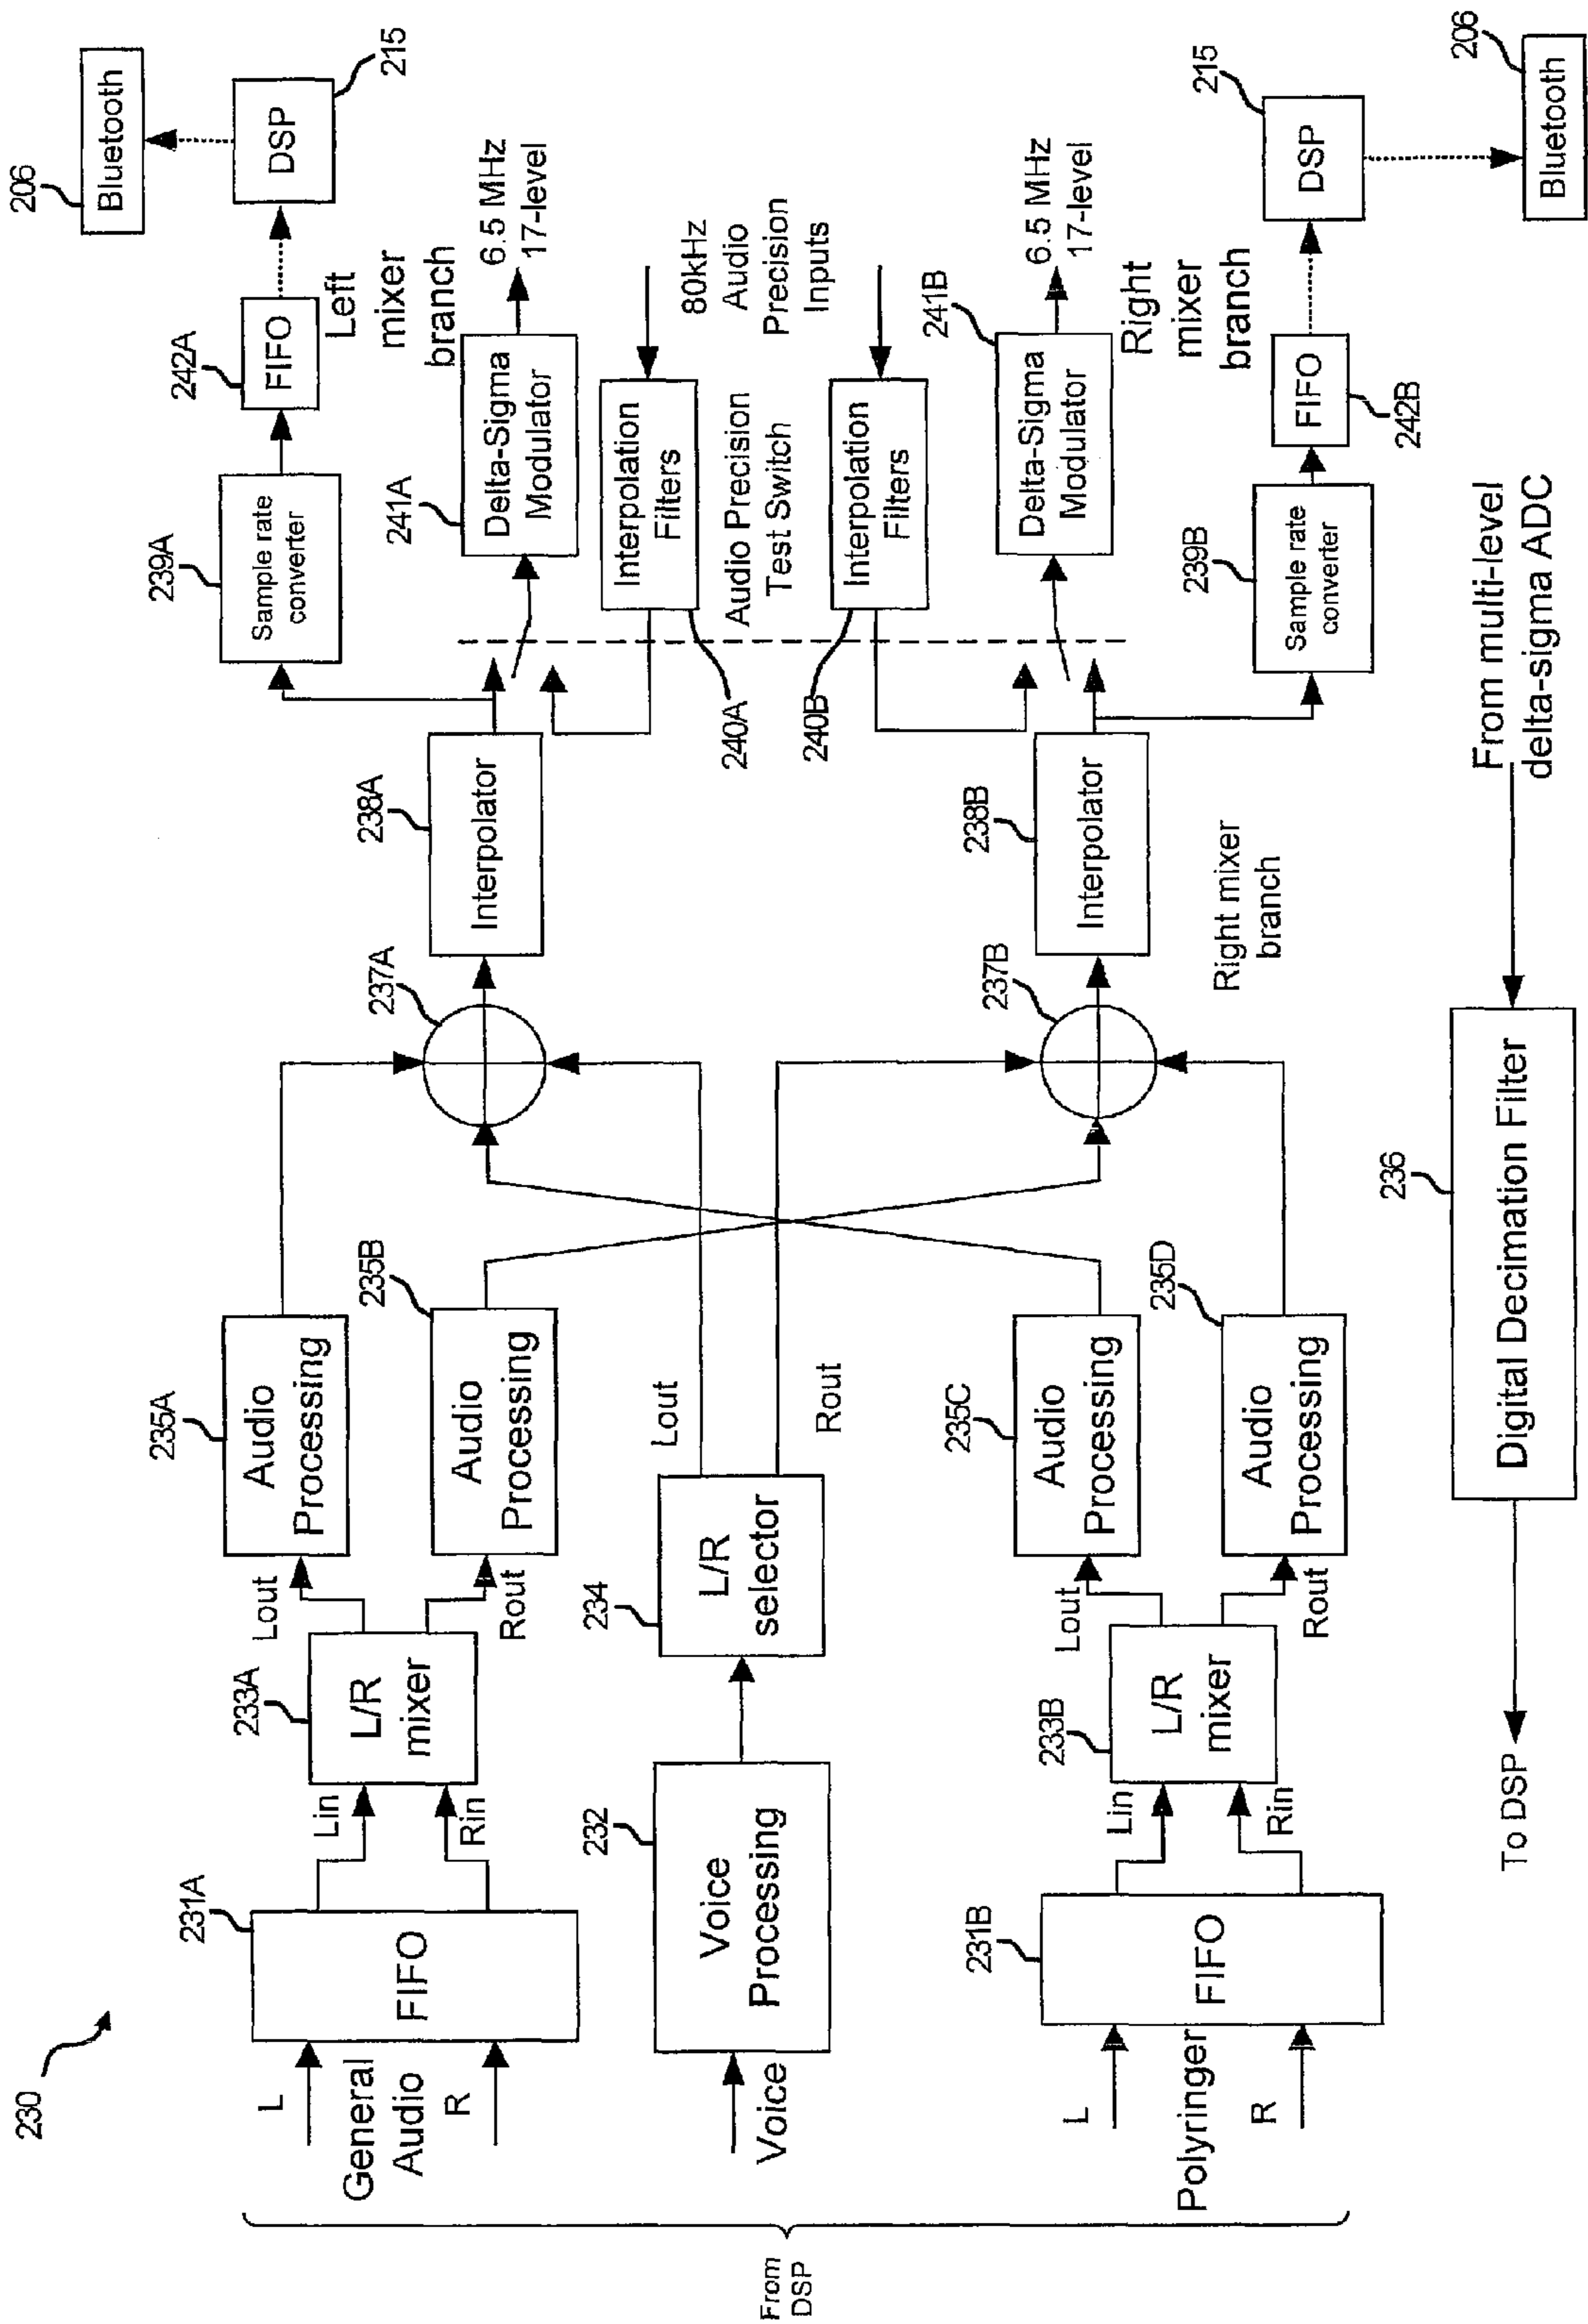 230
From
DSP
L
General
Audio
R
231A
FIFO
Lin
Rin
233A
L/R
mixer
Lout
Rout
235A
Audio
Processing
235B
Audio
Processing
Voice
232
Voice
Processing
234
L/R
selector
Lout
Rout
L
Polyringer
R
231B
FIFO
Lin
Rin
233B
L/R
mixer
Lout
Rout
235C
Audio
Processing
235D
Audio
Processing
237A
237B
238A
Interpolator
238B
Interpolator
Right mixer
branch
239A
Sample rate
converter
242A
FIFO
215
DSP
206
Bluetooth
Left
mixer
branch
241A
Delta-Sigma
Modulator
6.5 MHz
17-level
240A
Interpolation
Filters
80kHz
Audio
Precision
Inputs
Audio Precision
Test Switch
240B
Interpolation
Filters
241B
Delta-Sigma
Modulator
6.5 MHz
17-level
Right
mixer
branch
239B
Sample rate
converter
242B
FIFO
215
DSP
206
Bluetooth
From multi-level
delta-sigma ADC
236
Digital Decimation Filter
To DSP